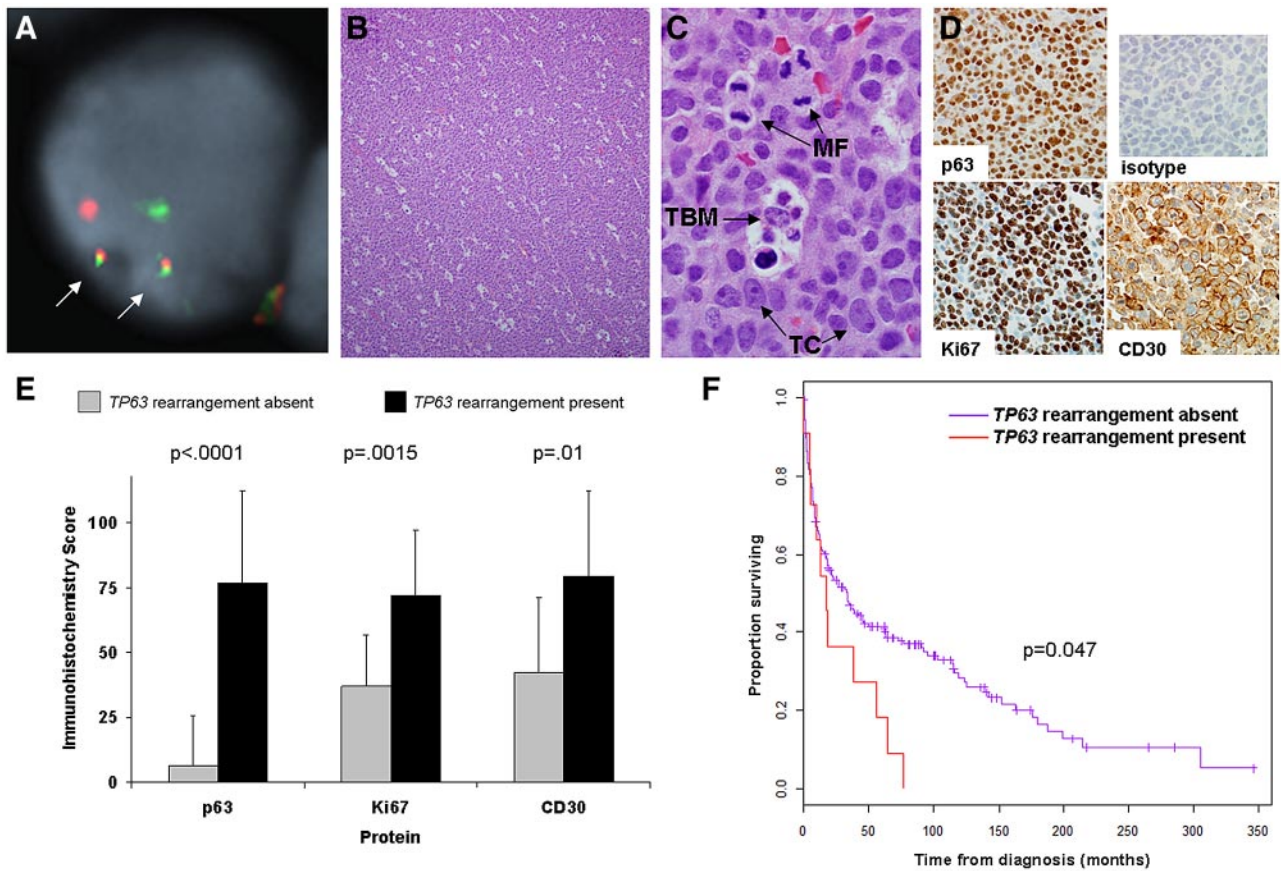 A
B
C
D
MF
TBM
TC
p63
isotype
Ki67
CD30
E
TP63 rearrangement absent
TP63 rearrangement present
p<.0001
p=.0015
p=.01
Immunohistochemistry Score
100
75
50
25
0
p63
Ki67
CD30
Protein
F
TP63 rearrangement absent
TP63 rearrangement present
p=0.047
Proportion surviving
1.0
0.8
0.6
0.4
0.2
0.0
0 50 100 150 200 250 300 350
Time from diagnosis (months)